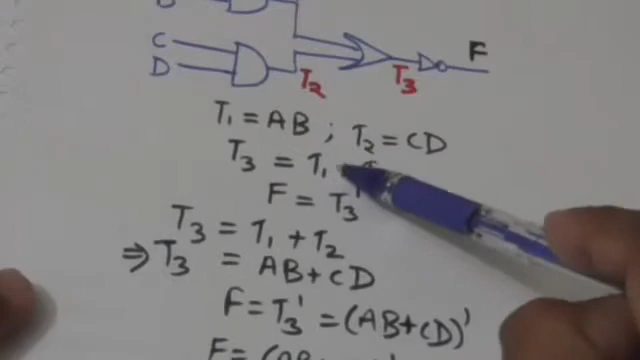 C
D
T₂
T₃
F
T₁ = AB ; T₂ = CD
T₃ = T₁
F = T₃'
T₃ = T₁ + T₂
⇒ T₃ = AB + CD
F = T₃' = (AB + CD)'
F =